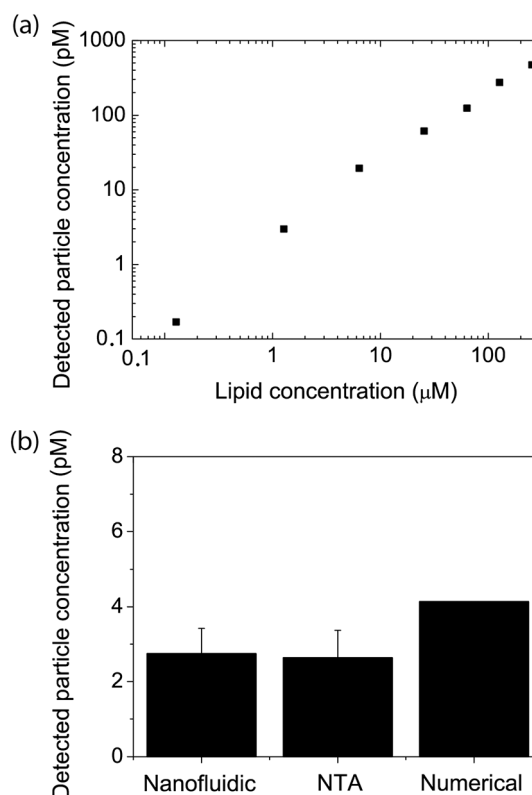 (a)
Detected particle concentration (pM)
1000
100
10
1
0.1
0.1 1 10 100
Lipid concentration (μM)
(b)
Detected particle concentration (pM)
8
6
4
2
0
Nanofluidic NTA Numerical